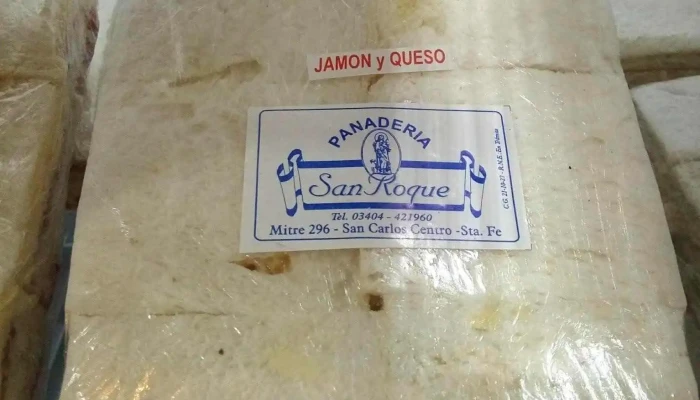 JAMON y QUESO
PANADERIA
San Roque
Tel. 03404 - 421960
Mitre 296 - San Carlos Centro -Sta. Fe